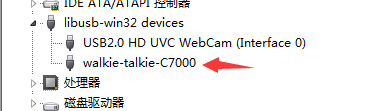 IDE ATA/ATAPI 控制器
libusb-win32 devices
USB2.0 HD UVC WebCam (Interface 0)
walkie-talkie-C7000
处理器
磁盘驱动器